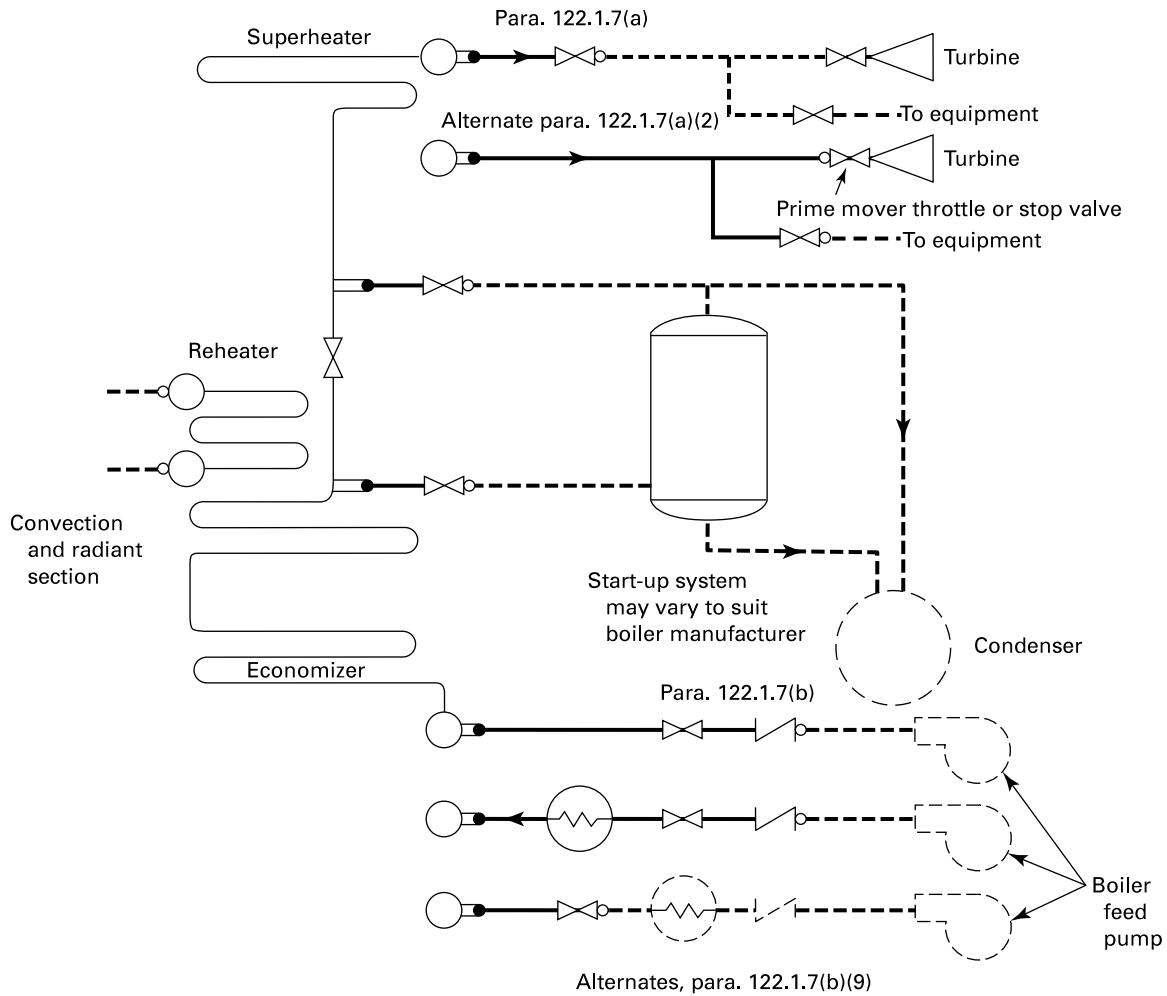 Para. 122.1.7(a)
Superheater
Turbine
To equipment
Alternate para. 122.1.7(a)(2)
Turbine
Prime mover throttle or stop valve
To equipment
Reheater
Convection
and radiant
section
Start-up system
may vary to suit
boiler manufacturer
Condenser
Economizer
Para. 122.1.7(b)
Boiler
feed
pump
Alternates, para. 122.1.7(b)(9)